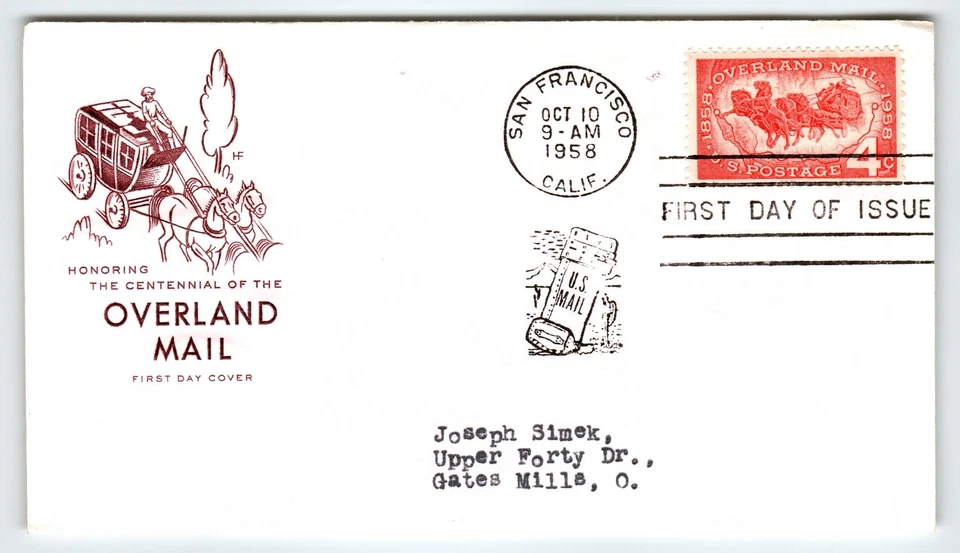 HF
HONORING
THE CENTENNIAL OF THE
OVERLAND
MAIL
FIRST DAY COVER
SAN FRANCISCO
OCT 10
9-AM
1958
CALIF.
1858 · OVERLAND MAIL · 1958
U.S. POSTAGE 4¢
FIRST DAY OF ISSUE
U.S.
MAIL
Joseph Simek,
Upper Forty Dr.,
Gates Mills, O.